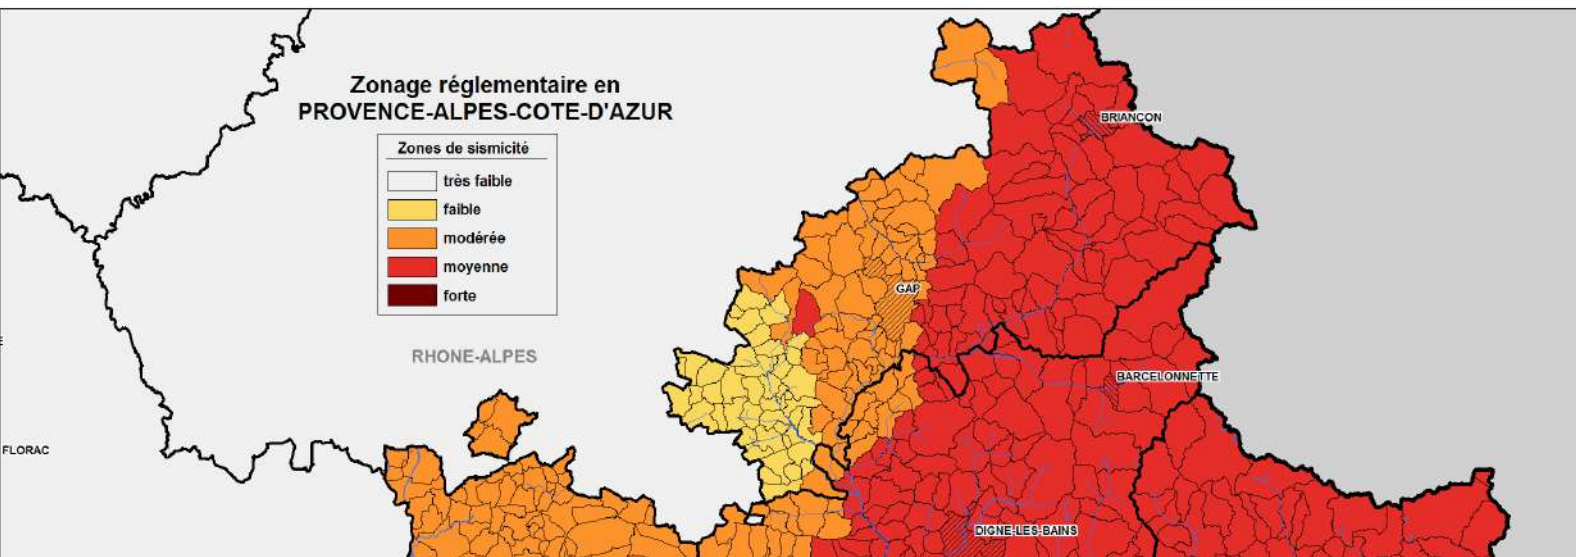 Zonage réglementaire en
PROVENCE-ALPES-COTE-D'AZUR
Zones de sismicité
très faible
faible
modérée
moyenne
forte
BRIANCON
GAP
RHONE-ALPES
BARCELONNETTE
FLORAC
DIGNE-LES-BAINS